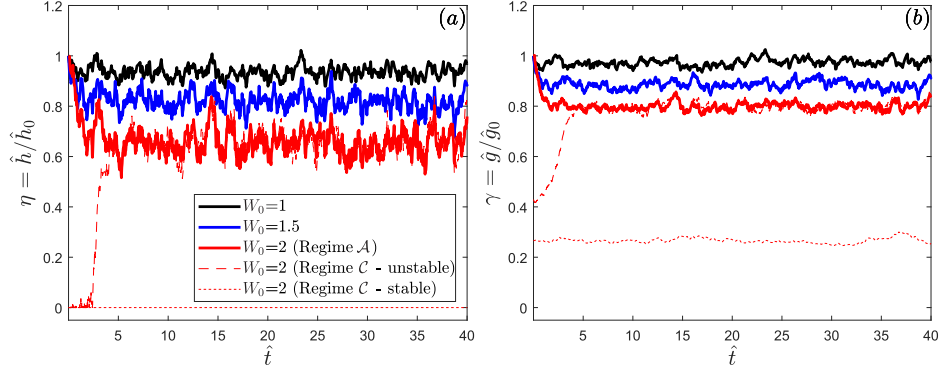 (a)
1.2
1
0.8
0.6
0.4
0.2
0
η = ĥ/ĥ₀
W₀=1
W₀=1.5
W₀=2 (Regime 𝒜)
W₀=2 (Regime 𝒞 - unstable)
W₀=2 (Regime 𝒞 - stable)
5 10 15 20 25 30 35 40
t̂
(b)
1.2
1
0.8
0.6
0.4
0.2
0
γ = ĝ/ĝ₀
5 10 15 20 25 30 35 40
t̂